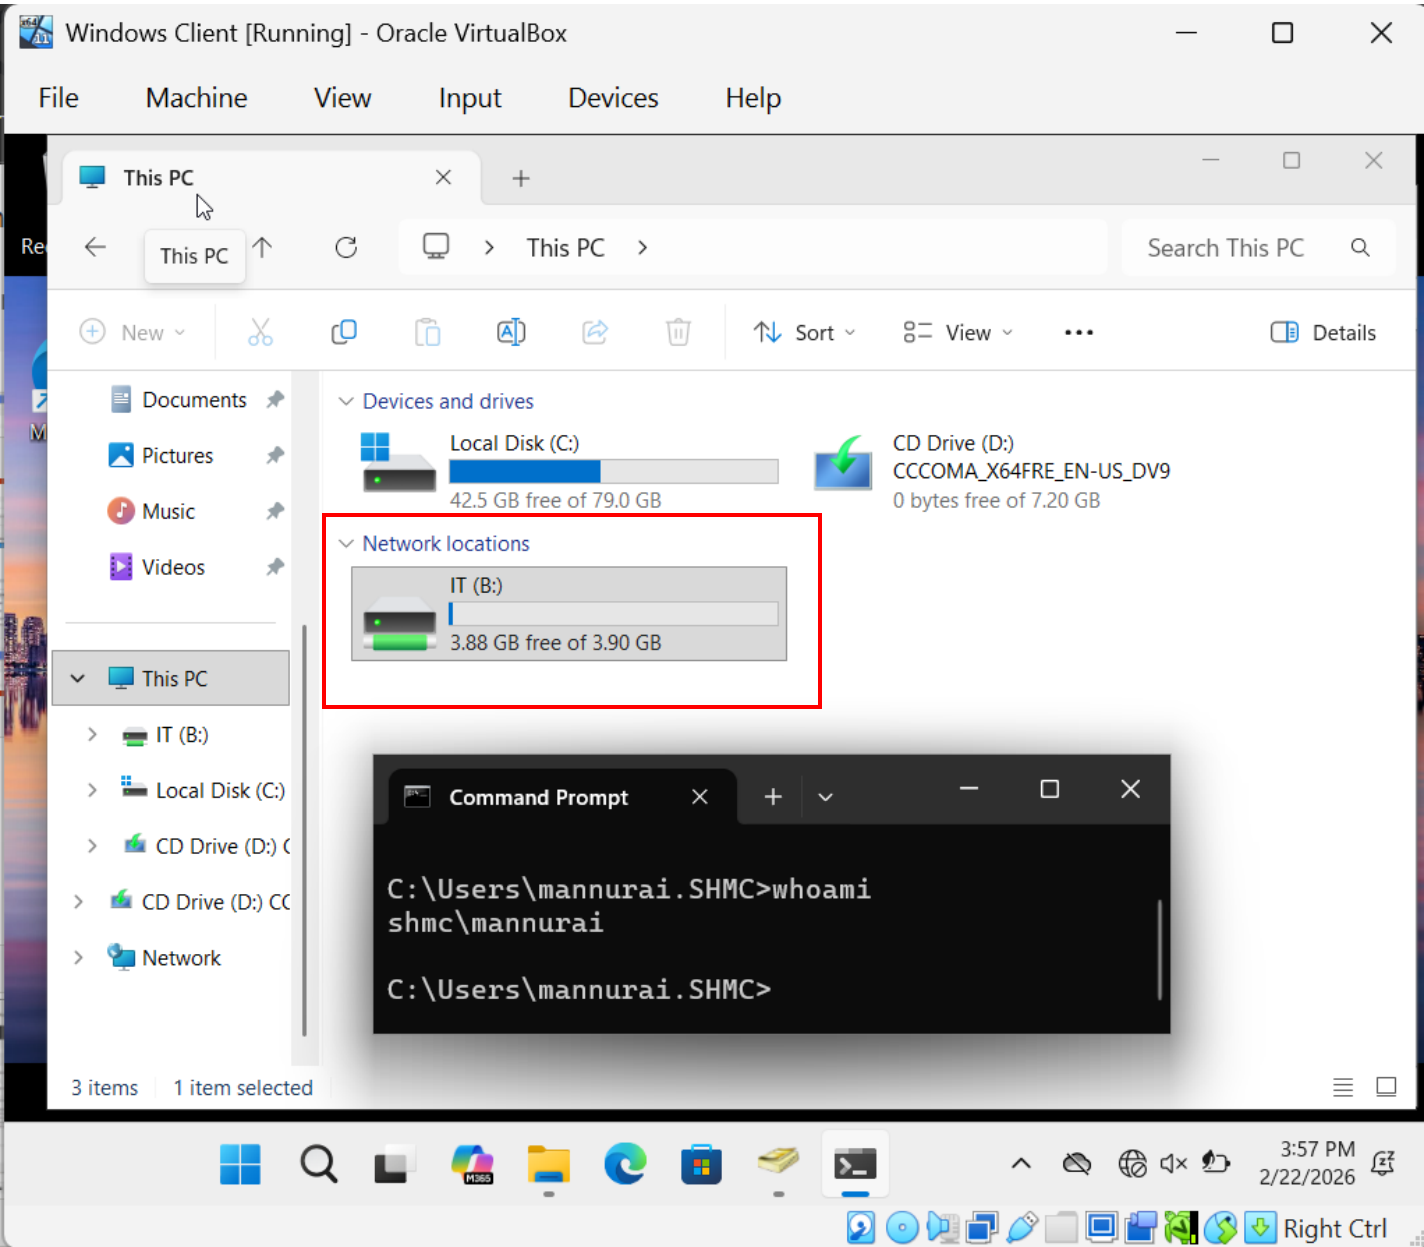 Windows Client [Running] - Oracle VirtualBox
File Machine View Input Devices Help
This PC
This PC
This PC
Search This PC
New
Sort
View
Details
Documents
Pictures
Music
Videos
This PC
IT (B:)
Local Disk (C:)
CD Drive (D:) C
CD Drive (D:) CC
Network
Devices and drives
Local Disk (C:)
42.5 GB free of 79.0 GB
CD Drive (D:)
CCCOMA_X64FRE_EN-US_DV9
0 bytes free of 7.20 GB
Network locations
IT (B:)
3.88 GB free of 3.90 GB
Command Prompt
C:\Users\mannurai.SHMC>whoami
shmc\mannurai
C:\Users\mannurai.SHMC>
3 items
1 item selected
Re
M
M365
3:57 PM
2/22/2026
Right Ctrl